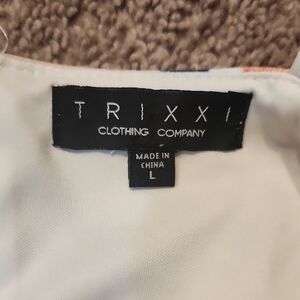 TRIXXI
CLOTHING COMPANY
MADE IN
CHINA
L